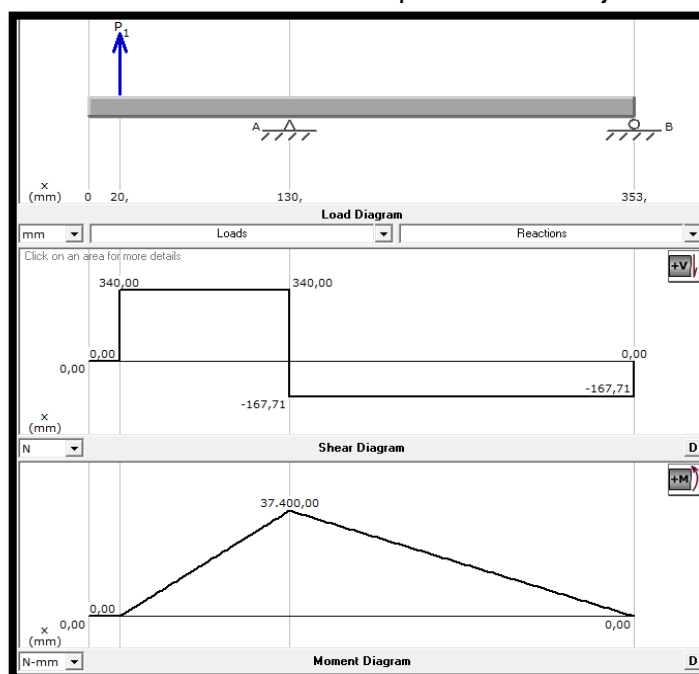 P1
A
B
x
(mm)
0 20, 130, 353,
Load Diagram
mm Loads Reactions
Click on an area for more details
+V
340,00 340,00
0,00 0,00 0,00
-167,71 -167,71
x
(mm)
N Shear Diagram D
+M
37.400,00
0,00 0,00 0,00
x
(mm)
N-mm Moment Diagram D